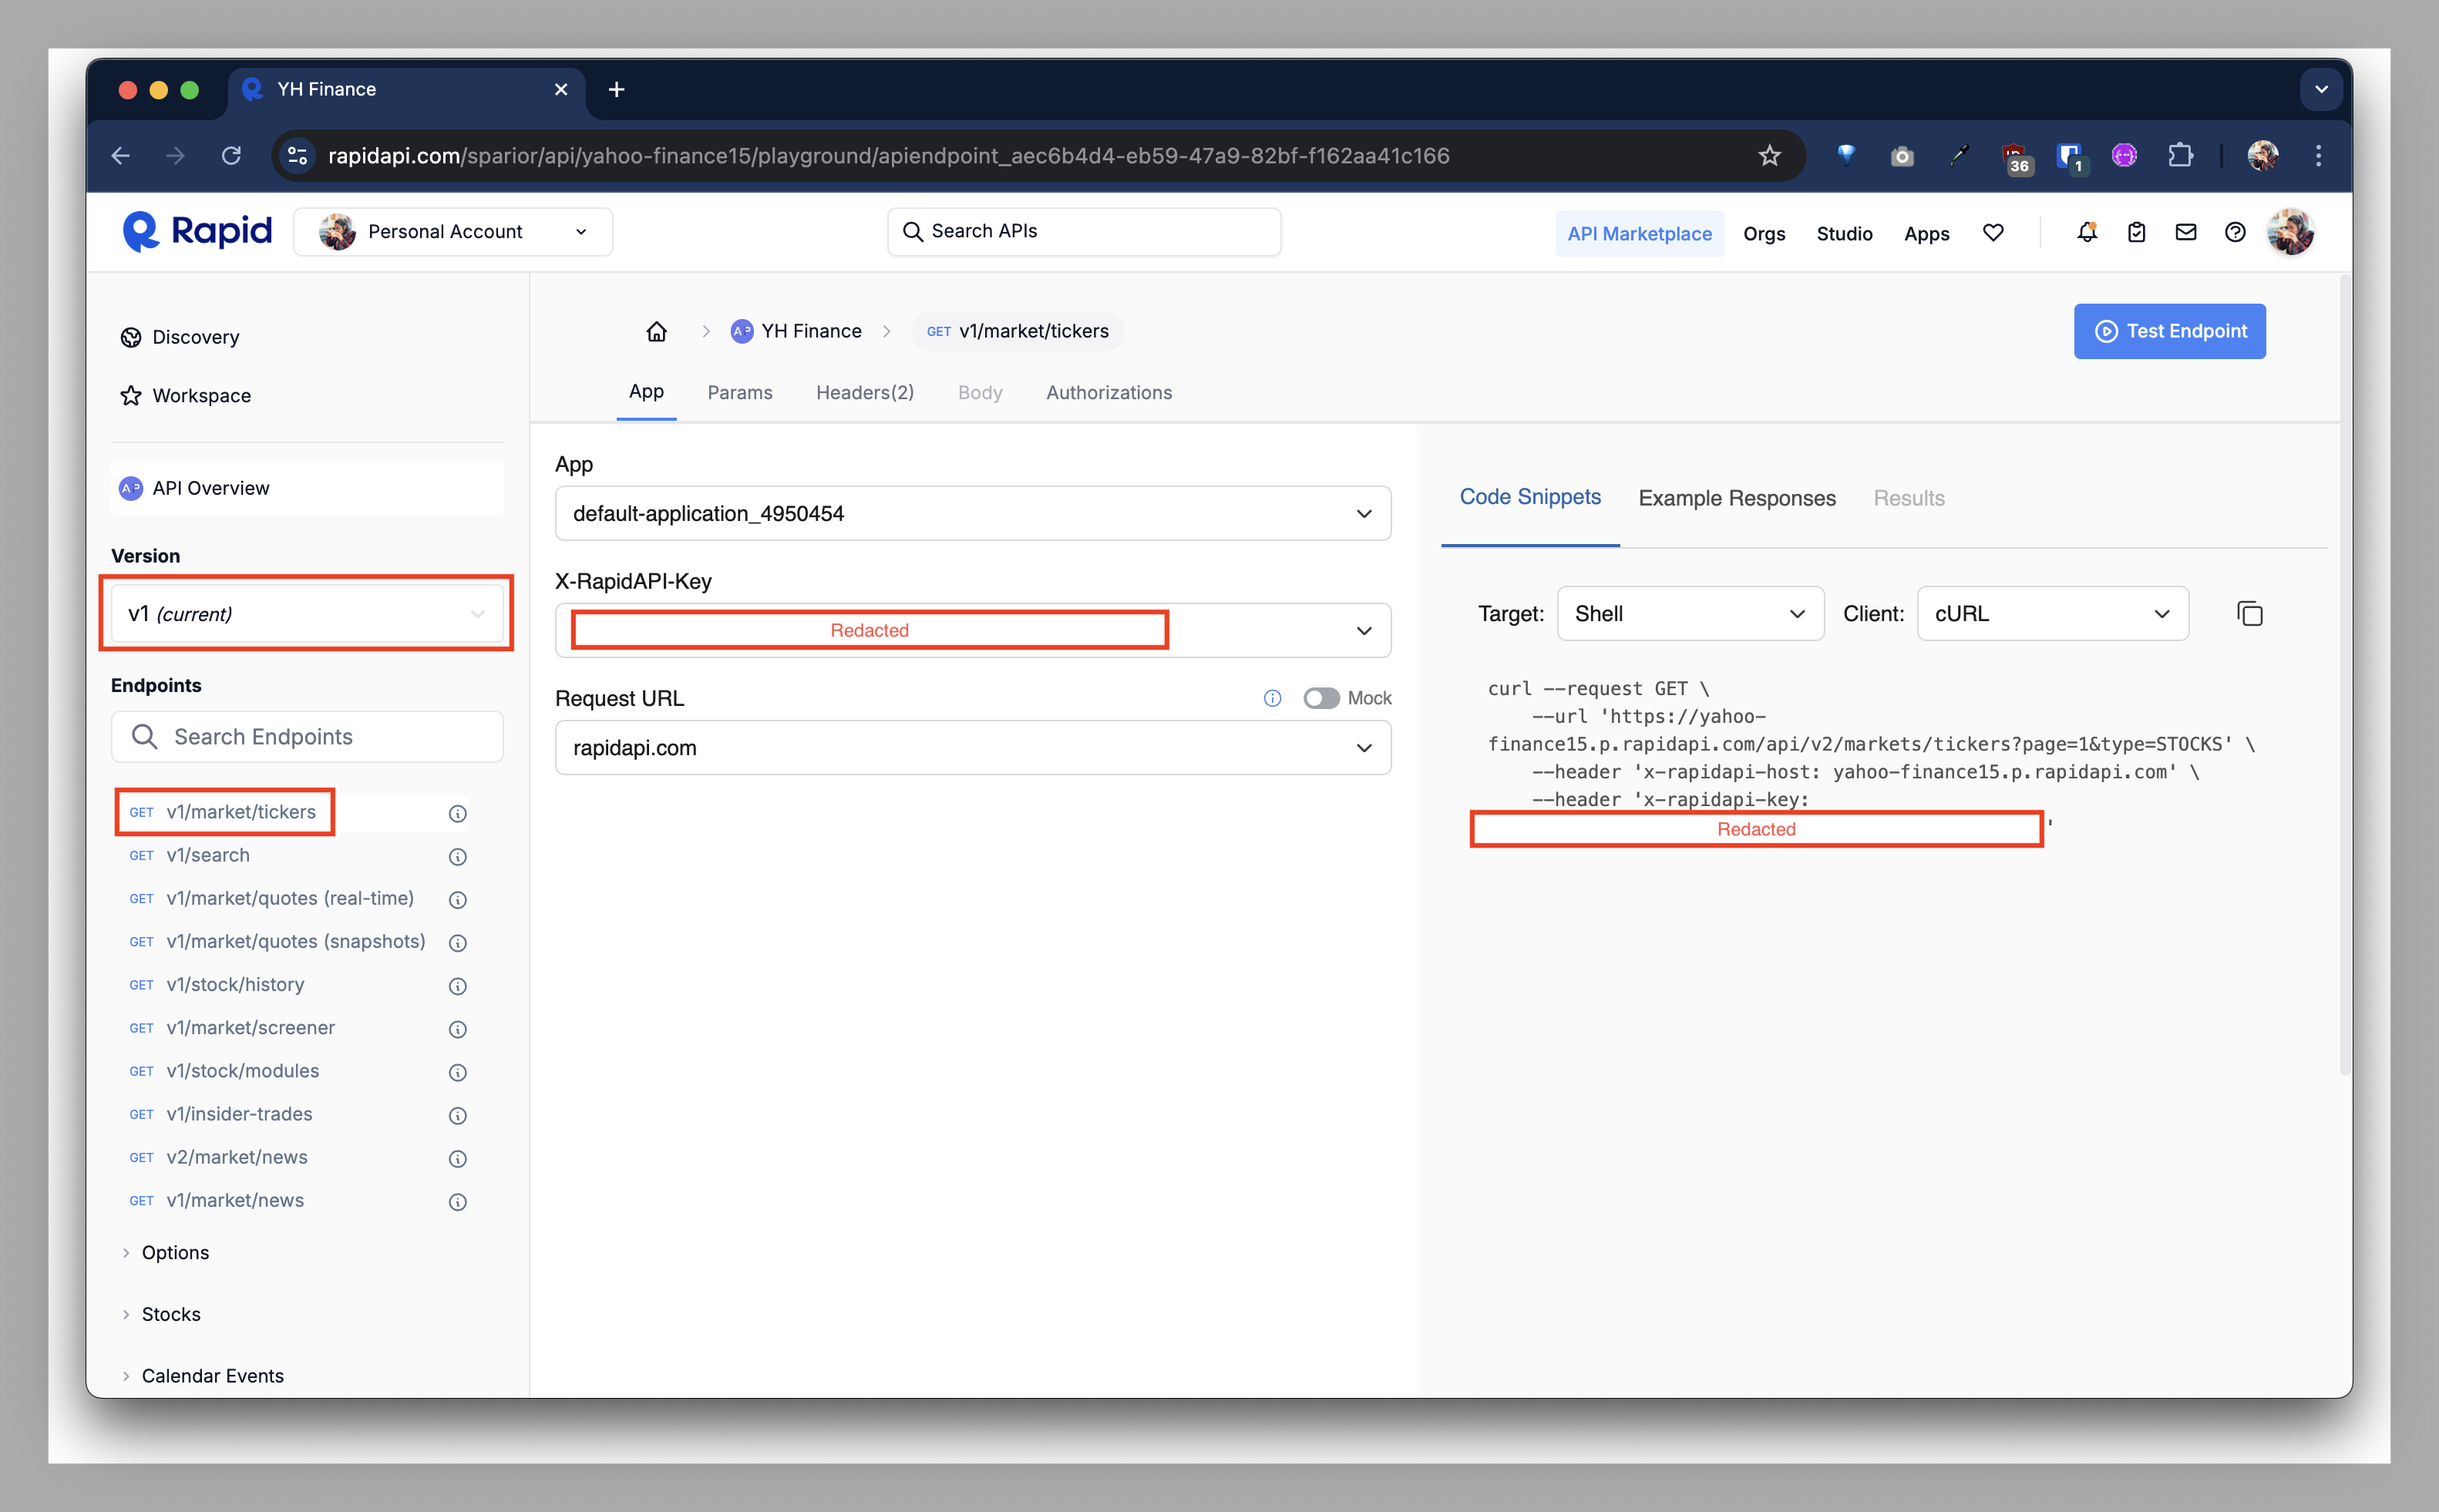 YH Finance
rapidapi.com/sparior/api/yahoo-finance15/playground/apiendpoint_aec6b4d4-eb59-47a9-82bf-f162aa41c166
36
1
Rapid
Personal Account
Search APIs
API Marketplace
Orgs
Studio
Apps
Discovery
Workspace
AP
API Overview
Version
v1 (current)
Endpoints
Search Endpoints
GET v1/market/tickers
GET v1/search
GET v1/market/quotes (real-time)
GET v1/market/quotes (snapshots)
GET v1/stock/history
GET v1/market/screener
GET v1/stock/modules
GET v1/insider-trades
GET v2/market/news
GET v1/market/news
Options
Stocks
Calendar Events
AP YH Finance
GET v1/market/tickers
Test Endpoint
App
Params
Headers(2)
Body
Authorizations
App
default-application_4950454
X-RapidAPI-Key
Redacted
Request URL
Mock
rapidapi.com
Code Snippets
Example Responses
Results
Target: Shell
Client: cURL
curl --request GET \
--url 'https://yahoo-
finance15.p.rapidapi.com/api/v2/markets/tickers?page=1&type=STOCKS' \
--header 'x-rapidapi-host: yahoo-finance15.p.rapidapi.com' \
--header 'x-rapidapi-key:
Redacted '